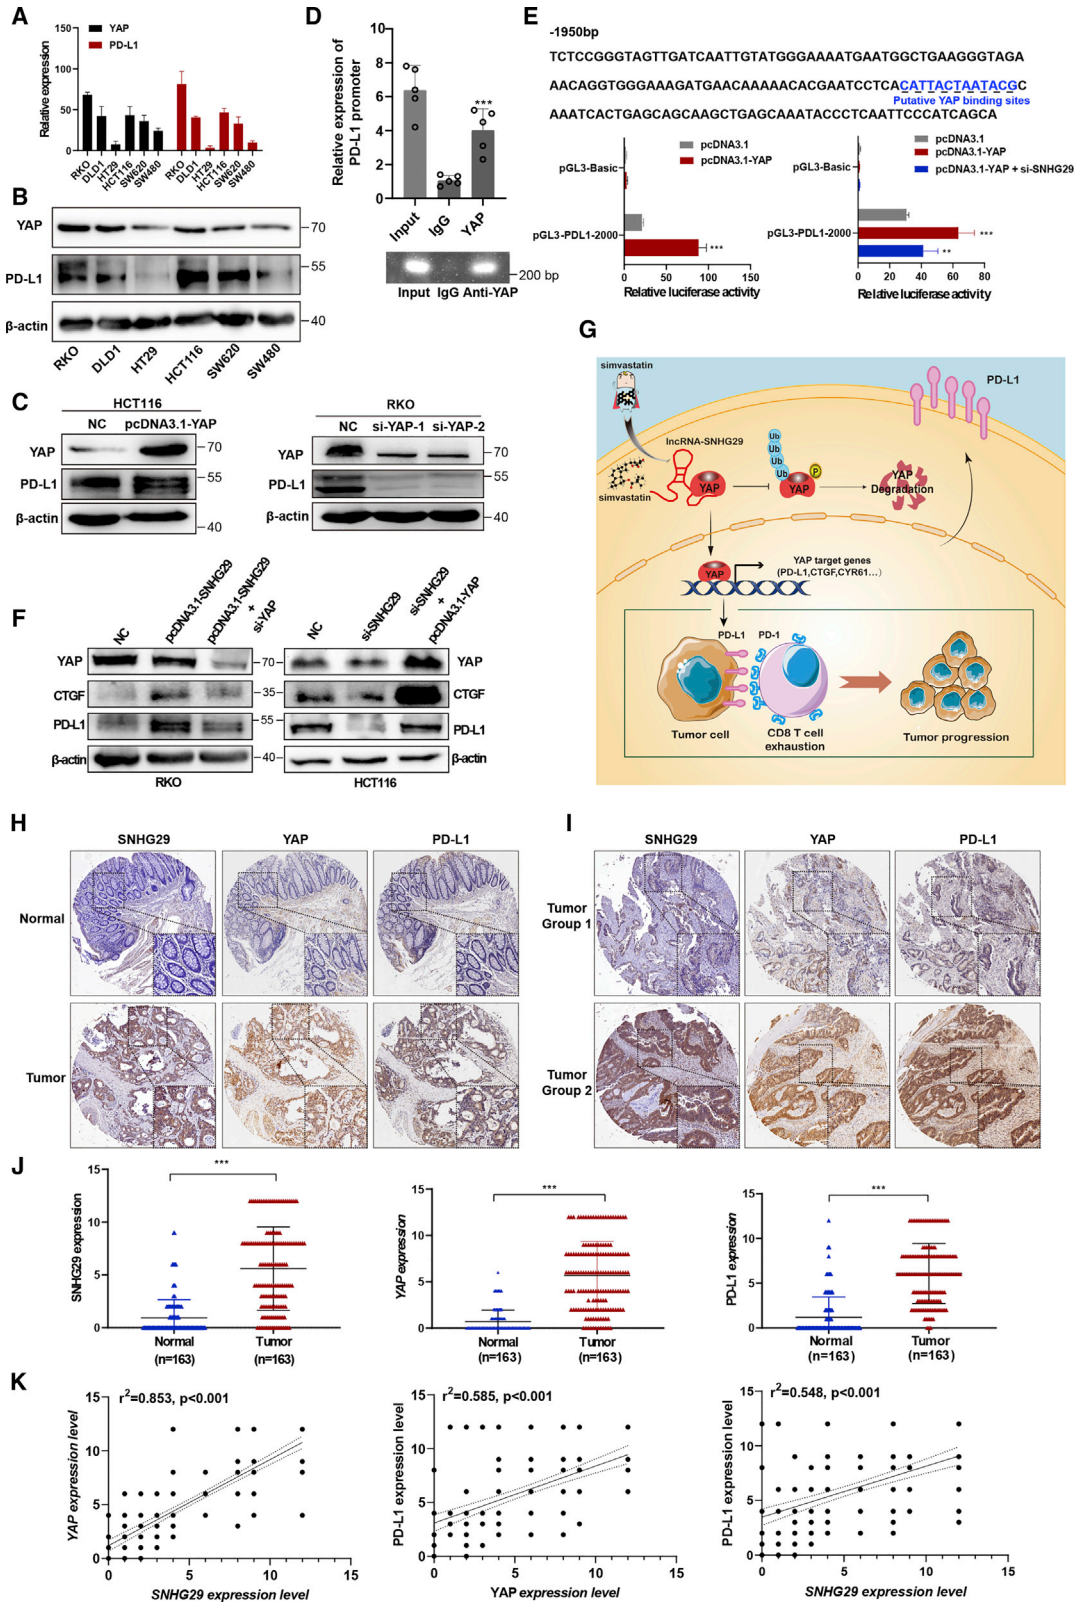 A
YAP
PD-L1
Relative expression
150
100
50
0
RKO
DLD1
HT29
HCT116
SW620
SW480
RKO
DLD1
HT29
HCT116
SW620
SW480
B
YAP
70
PD-L1
55
β-actin
40
RKO
DLD1
HT29
HCT116
SW620
SW480
C
HCT116
NC pcDNA3.1-YAP
YAP
70
PD-L1
55
β-actin
40
RKO
NC si-YAP-1 si-YAP-2
YAP
70
PD-L1
55
β-actin
40
D
Relative expression of
PD-L1 promoter
10
8
6
4
2
0
***
Input
IgG
YAP
200 bp
Input IgG Anti-YAP
E
-1950bp
TCTCCGGGTAGTTGATCAATTGTATGGGAAAATGAATGGCTGAAGGGTAGA
AACAGGTGGGAAAGATGAACAAAAACACGAATCCTCACATTACTAATACGC
Putative YAP binding sites
AAATCACTGAGCAGCAAGCTGAGCAAATACCCTCAATTCCCATCAGCA
pcDNA3.1
pcDNA3.1-YAP
pGL3-Basic
pGL3-PDL1-2000
***
0 50 100 150
Relative luciferase activity
pcDNA3.1
pcDNA3.1-YAP
pcDNA3.1-YAP + si-SNHG29
pGL3-Basic
pGL3-PDL1-2000
***
**
0 20 40 60 80
Relative luciferase activity
F
NC
pcDNA3.1-SNHG29
pcDNA3.1-SNHG29
+
si-YAP
NC
si-SNHG29
si-SNHG29
+
pcDNA3.1-YAP
YAP
70
YAP
CTGF
35
CTGF
PD-L1
55
PD-L1
β-actin
40
β-actin
RKO
HCT116
G
simvastatin
PD-L1
lncRNA-SNHG29
simvastatin
YAP
Ub
Ub
Ub
Ub
P
YAP
YAP
Degradation
YAP
YAP target genes
(PD-L1,CTGF,CYR61...)
PD-L1 PD-1
Tumor cell
CD8 T cell
exhaustion
Tumor progression
H
SNHG29 YAP PD-L1
Normal
Tumor
I
SNHG29 YAP PD-L1
Tumor
Group 1
Tumor
Group 2
J
SNHG29 expression
15
10
5
0
***
Normal
(n=163)
Tumor
(n=163)
YAP expression
15
10
5
0
***
Normal
(n=163)
Tumor
(n=163)
PD-L1 expression
15
10
5
0
***
Normal
(n=163)
Tumor
(n=163)
K
r²=0.853, p<0.001
YAP expression level
15
10
5
0
0 5 10 15
SNHG29 expression level
r²=0.585, p<0.001
PD-L1 expression level
15
10
5
0
0 5 10 15
YAP expression level
r²=0.548, p<0.001
PD-L1 expression level
15
10
5
0
0 5 10 15
SNHG29 expression level